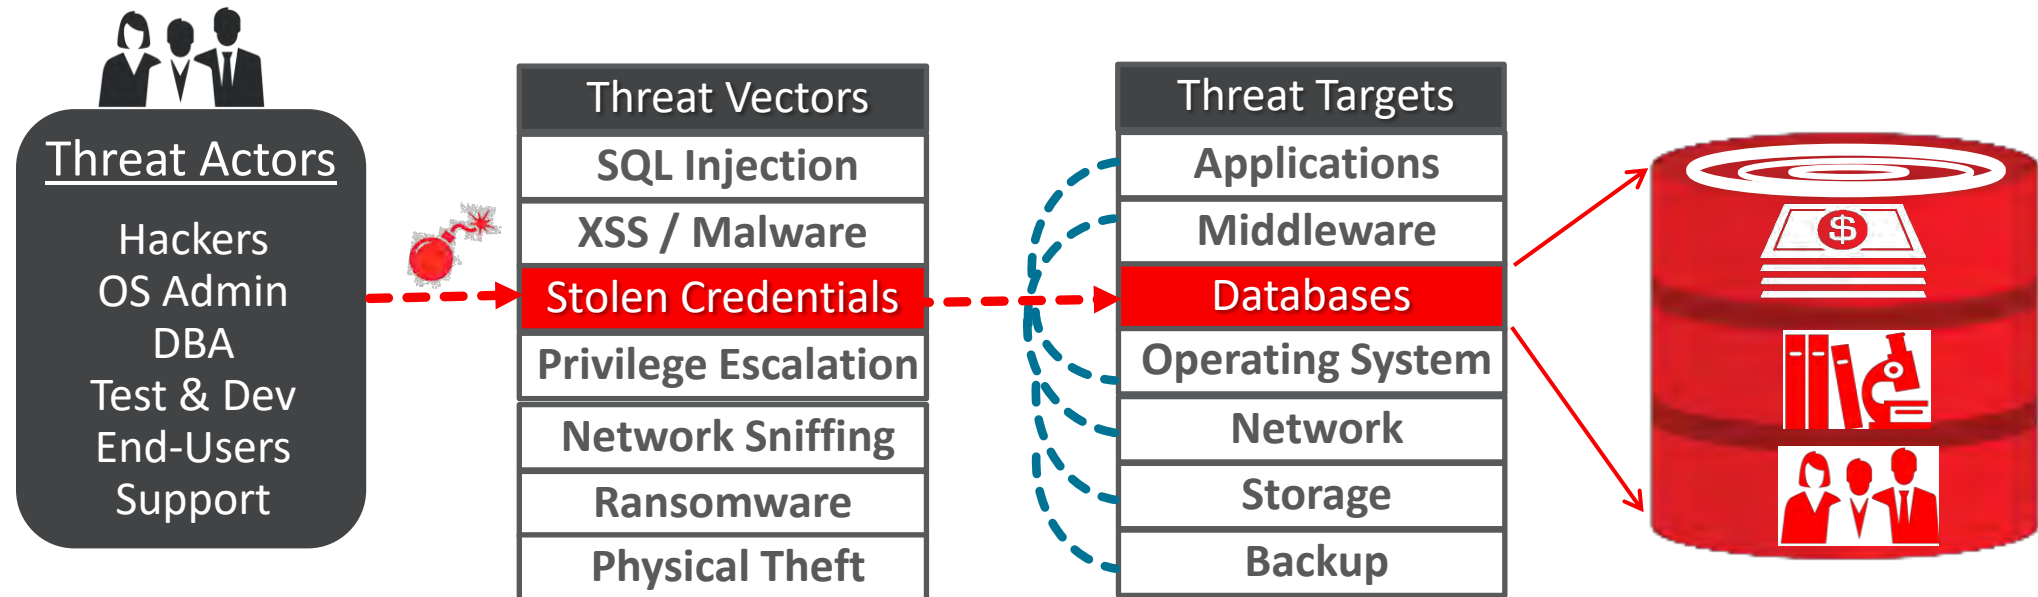 Threat Actors
Hackers
OS Admin
DBA
Test & Dev
End-Users
Support
Threat Vectors
SQL Injection
XSS / Malware
Stolen Credentials
Privilege Escalation
Network Sniffing
Ransomware
Physical Theft
Threat Targets
Applications
Middleware
Databases
Operating System
Network
Storage
Backup
$